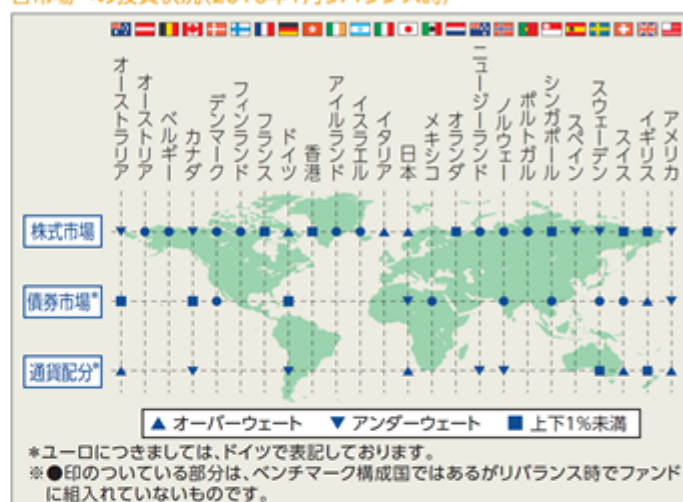 オーストラリア
オーストリア
ベルギー
カナダ
デンマーク
フィンランド
フランス
ドイツ
香港
アイルランド
イスラエル
イタリア
日本
メキシコ
オランダ
ニュージーランド
ノルウェー
ポルトガル
シンガポール
スペイン
スウェーデン
スイス
イギリス
アメリカ
株式市場
債券市場*
通貨配分*
▲ オーバーウェート ▼ アンダーウェート ■ 上下1%未満
*ユーロにつきましては、ドイツで表記しております。
※●印のついている部分は、ベンチマーク構成国ではあるがリバランス時でファンド
に組入れていないものです。